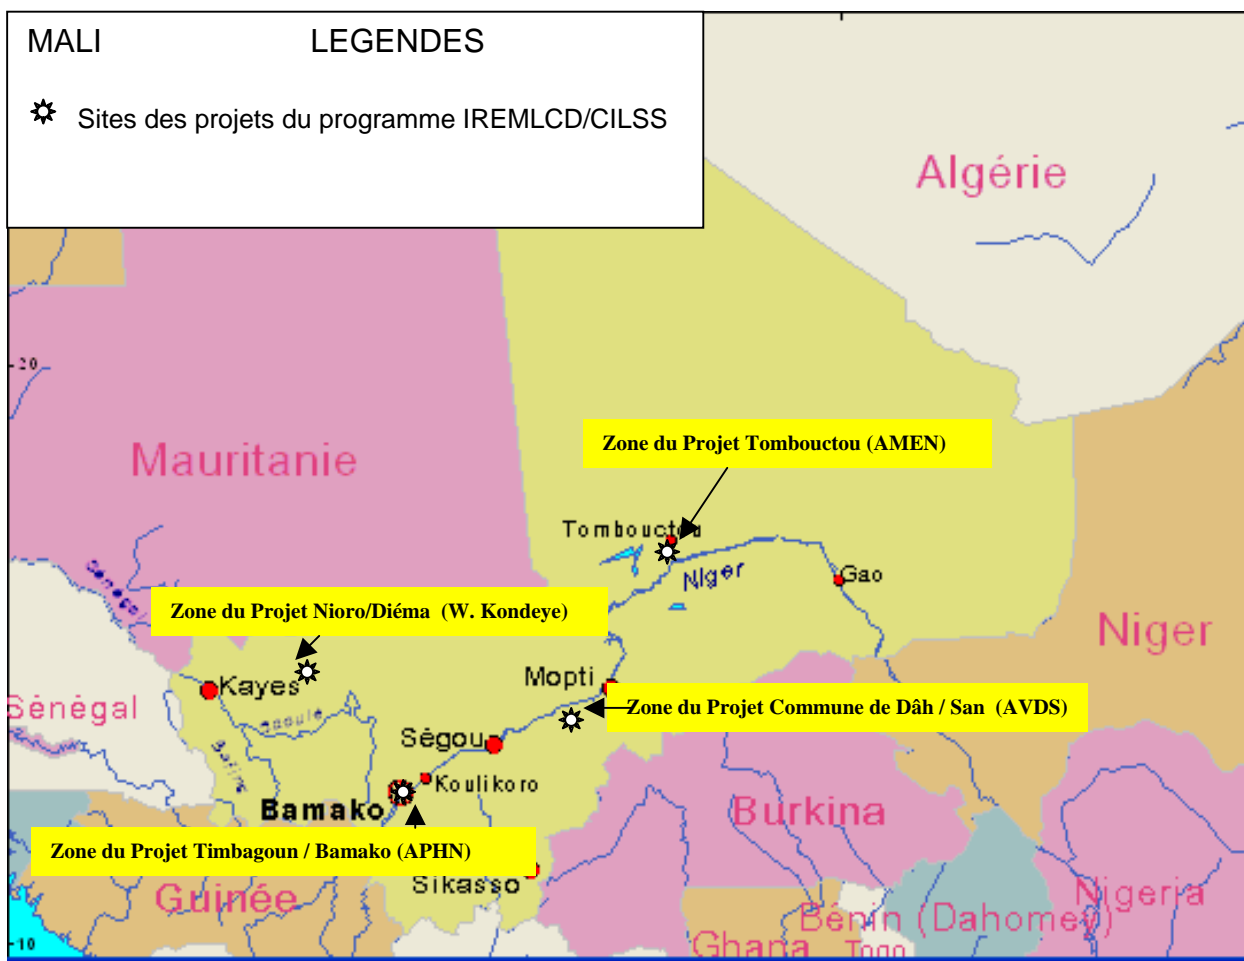 MALI LEGENDES
Sites des projets du programme IREMLCD/CILSS
Algérie
20
Mauritanie
Zone du Projet Tombouctou (AMEN)
Tombouctou
Niger
Gao
Zone du Projet Nioro/Diéma (W. Kondeye)
Niger
Kayes
Mopti
Sénégal
Zone du Projet Commune de Dâh / San (AVDS)
Ségou
Koulikoro
Bamako
Burkina
Zone du Projet Timbagoun / Bamako (APHN)
Sikasso
Guinée
Nigeria
Bénin (Dahomey)
Ghana
Togo
10